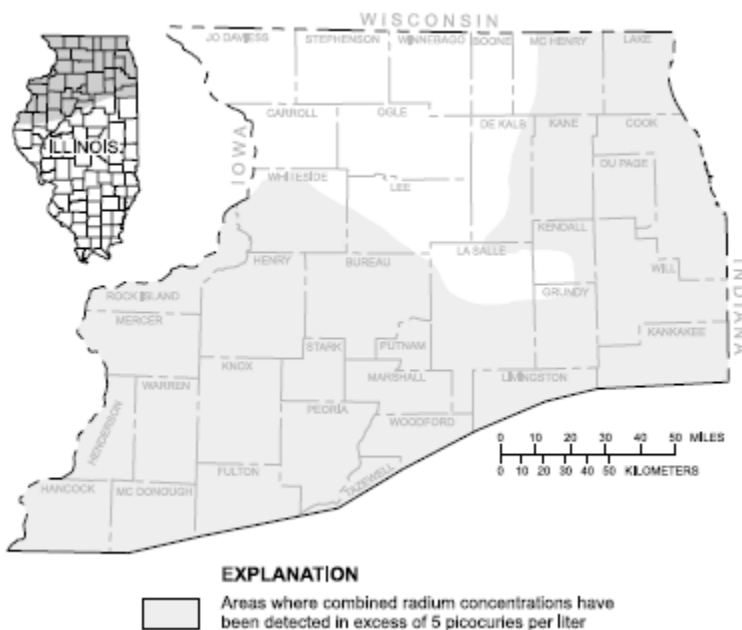 WISCONSIN
JO DAVIESS STEPHENSON WINNEBAGO BOONE MC HENRY LAKE
CARROLL OGLE DE KALB KANE COOK
ILLINOIS
IOWA
DU PAGE
WHITESIDE LEE
KENDALL
HENRY BUREAU LA SALLE WILL
INDIANA
ROCK ISLAND GRUNDY
MERCER KANKAKEE
STARK PUTNAM
KNOX MARSHALL LIVINGSTON
WARREN
PEORIA WOODFORD
HENDERSON
0 10 20 30 40 50 MILES
0 10 20 30 40 50 KILOMETERS
FULTON TAZEWELL
HANCOCK MC DONOUGH
EXPLANATION
Areas where combined radium concentrations have
been detected in excess of 5 picocuries per liter